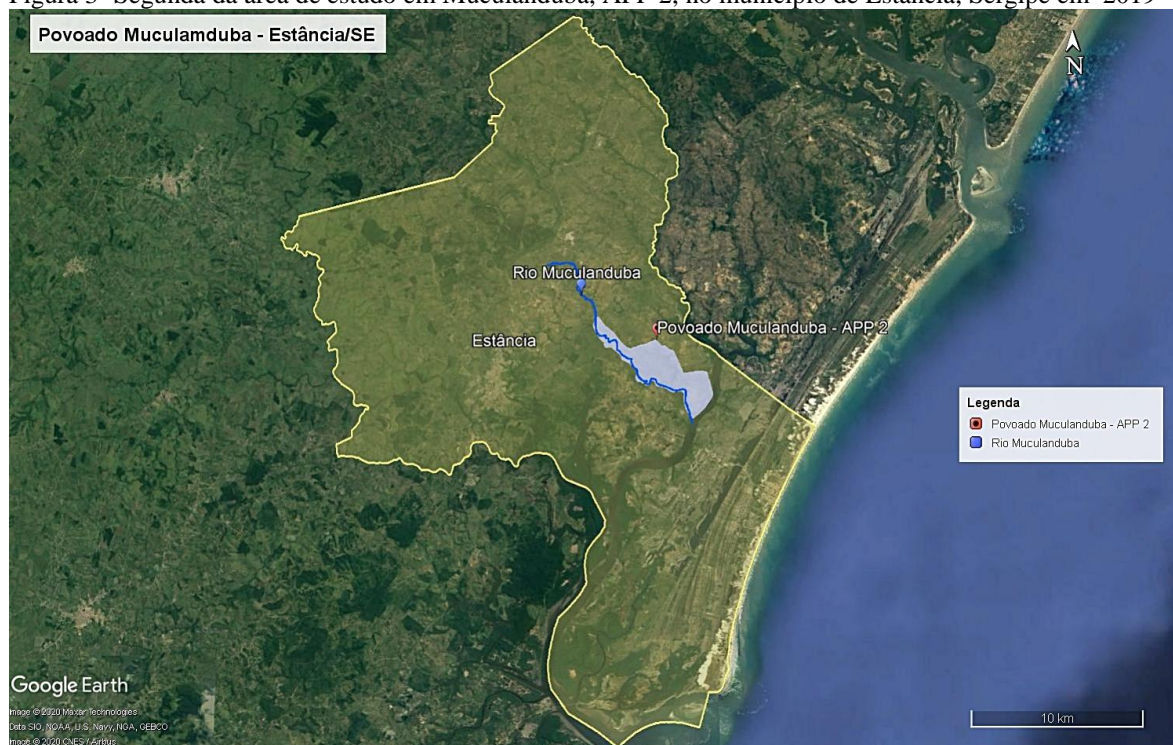 Figura 3- Segunda da área de estudo em Muculanduba, APP 2, no município de Estância, Sergipe em 2019
Povoado Muculamduba - Estância/SE
N
Rio Muculanduba
Povoado Muculanduba - APP 2
Estância
Legenda
Povoado Muculanduba - APP 2
Rio Muculanduba
Google Earth
Image © 2020 Maxar Technologies
Data SIO, NOAA, U.S. Navy, NGA, GEBCO
Image © 2020 CNES / Airbus
10 km